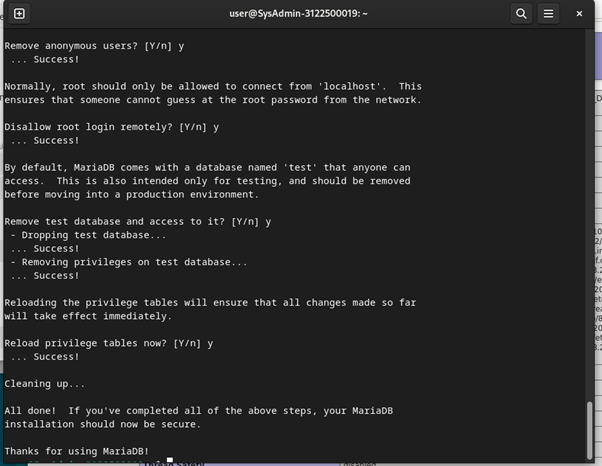 user@SysAdmin-3122500019: ~
Remove anonymous users? [Y/n] y
... Success!
Normally, root should only be allowed to connect from 'localhost'.  This
ensures that someone cannot guess at the root password from the network.
Disallow root login remotely? [Y/n] y
... Success!
By default, MariaDB comes with a database named 'test' that anyone can
access.  This is also intended only for testing, and should be removed
before moving into a production environment.
Remove test database and access to it? [Y/n] y
- Dropping test database...
... Success!
- Removing privileges on test database...
... Success!
Reloading the privilege tables will ensure that all changes made so far
will take effect immediately.
Reload privilege tables now? [Y/n] y
... Success!
Cleaning up...
All done!  If you've completed all of the above steps, your MariaDB
installation should now be secure.
Thanks for using MariaDB!